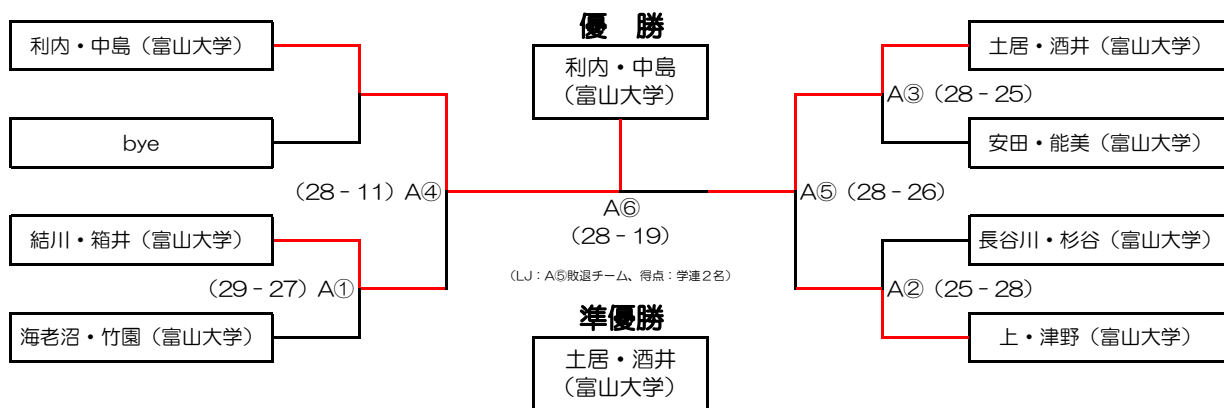 優　勝
利内・中島
（富山大学）
利内・中島（富山大学）
bye
（28‐11）A④
結川・箱井（富山大学）
（29‐27）A①
海老沼・竹園（富山大学）
A⑥
（28‐19）
（LJ：A⑤敗退チーム、得点：学連２名）
準優勝
土居・酒井
（富山大学）
土居・酒井（富山大学）
A③（28‐25）
安田・能美（富山大学）
A⑤（28‐26）
長谷川・杉谷（富山大学）
A②（25‐28）
上・津野（富山大学）